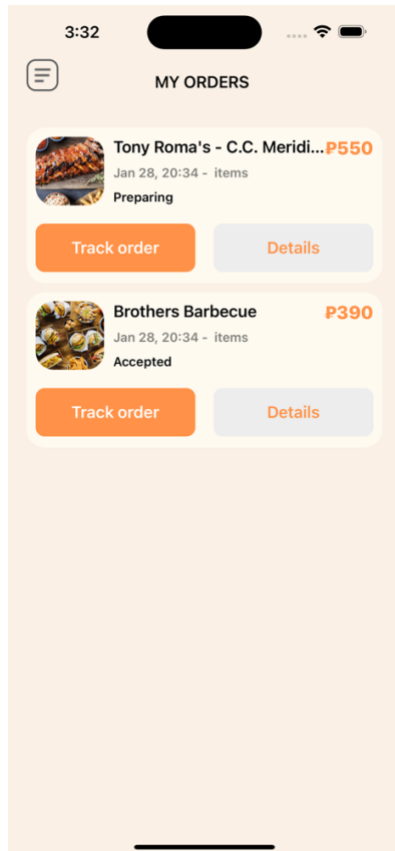 3:32
MY ORDERS
Tony Roma's - C.C. Meridi... ₱550
Jan 28, 20:34 - items
Preparing
Track order Details
Brothers Barbecue ₱390
Jan 28, 20:34 - items
Accepted
Track order Details